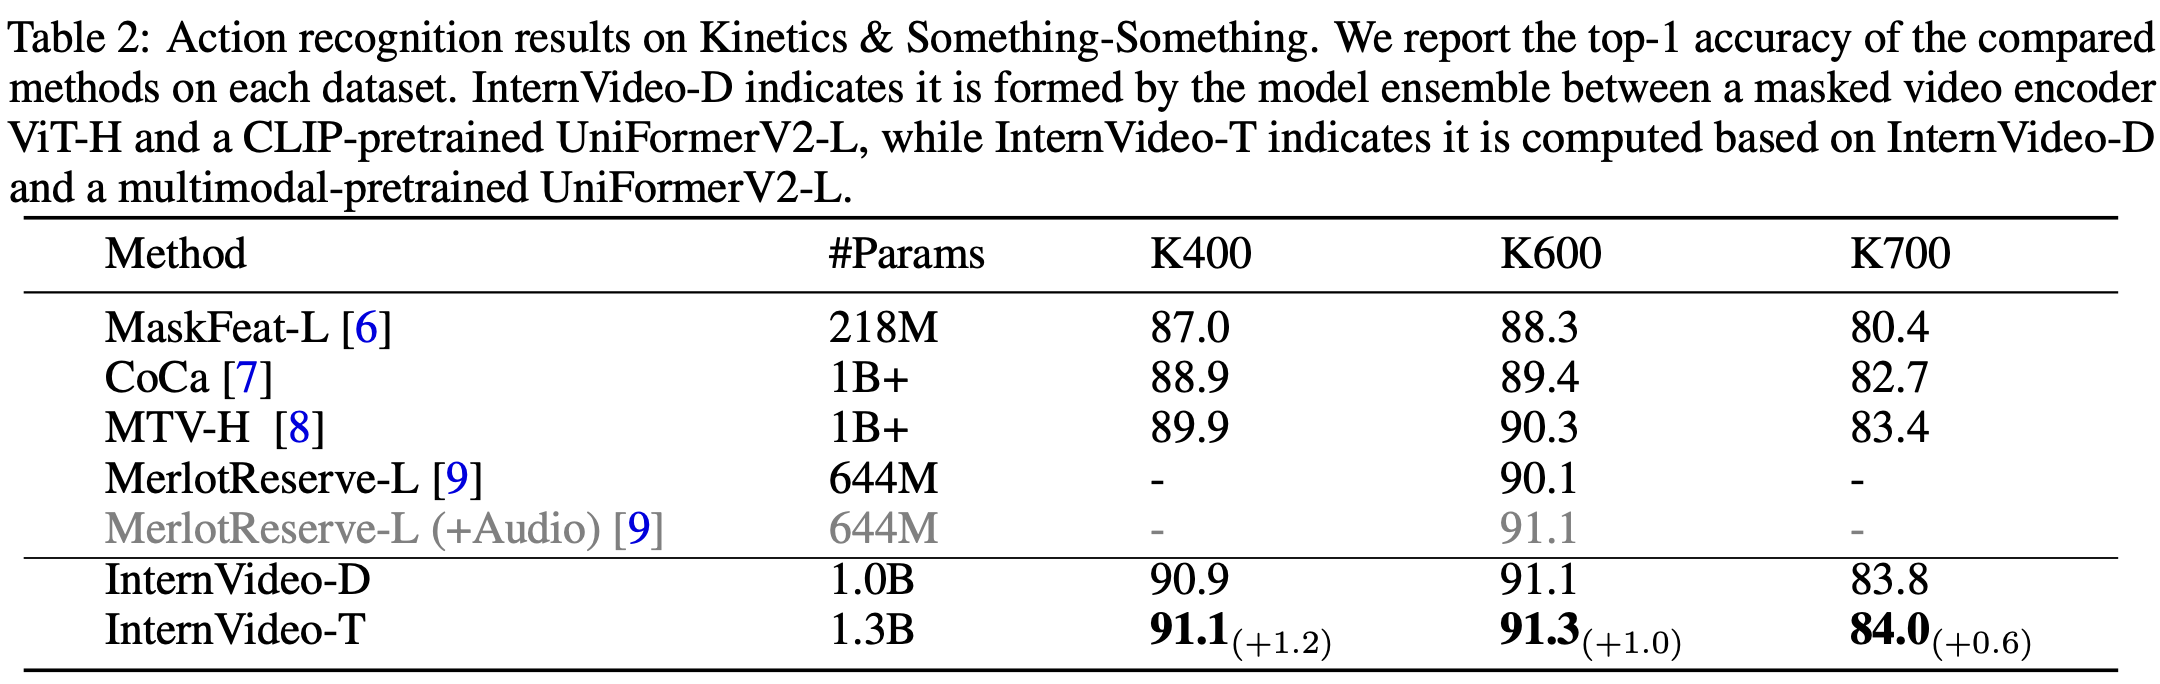 Table 2: Action recognition results on Kinetics & Something-Something. We report the top-1 accuracy of the compared
methods on each dataset. InternVideo-D indicates it is formed by the model ensemble between a masked video encoder
ViT-H and a CLIP-pretrained UniFormerV2-L, while InternVideo-T indicates it is computed based on InternVideo-D
and a multimodal-pretrained UniFormerV2-L.
Method #Params K400 K600 K700
MaskFeat-L [6] 218M 87.0 88.3 80.4
CoCa [7] 1B+ 88.9 89.4 82.7
MTV-H [8] 1B+ 89.9 90.3 83.4
MerlotReserve-L [9] 644M - 90.1 -
MerlotReserve-L (+Audio) [9] 644M - 91.1 -
InternVideo-D 1.0B 90.9 91.1 83.8
InternVideo-T 1.3B 91.1(+1.2) 91.3(+1.0) 84.0(+0.6)